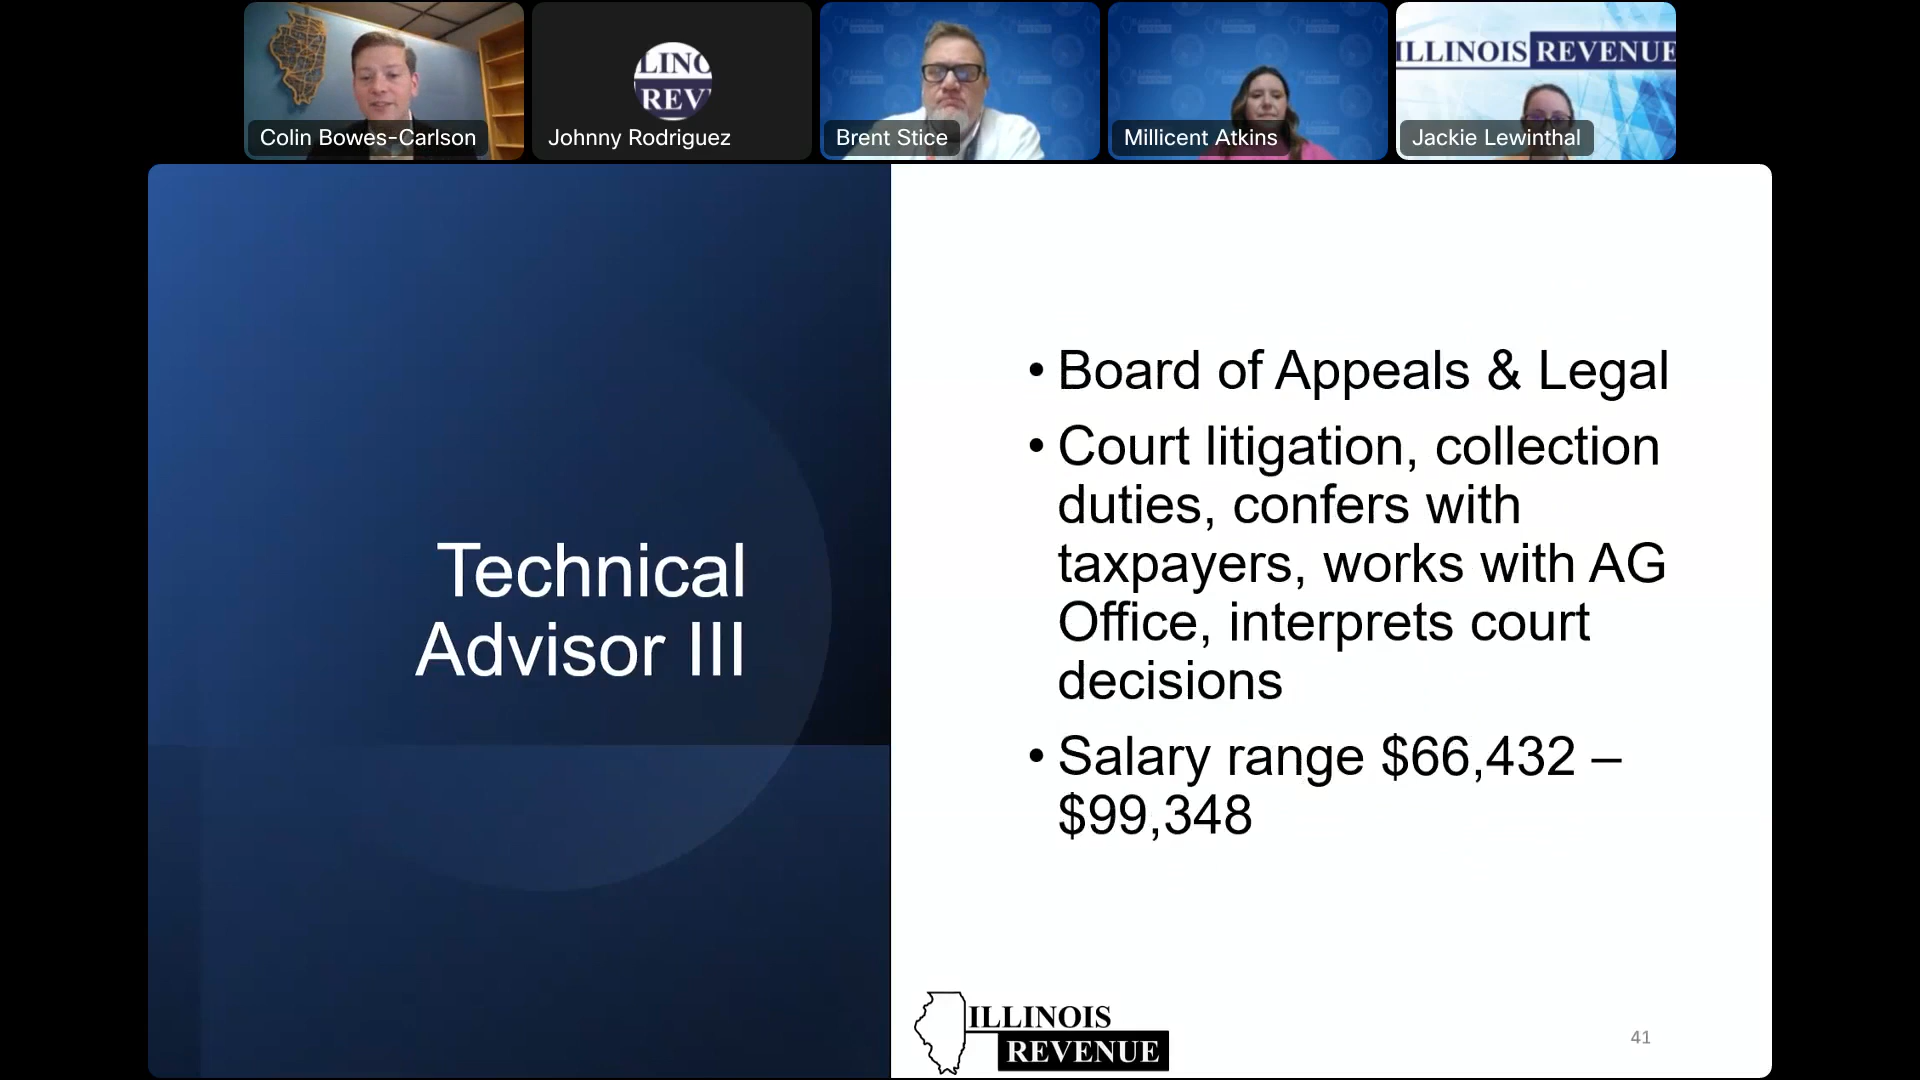 LINO
REV
ILLINOIS REVENUE
Colin Bowes-Carlson
Johnny Rodriguez
Brent Stice
Millicent Atkins
Jackie Lewinthal
Technical
Advisor III
• Board of Appeals & Legal
• Court litigation, collection
duties, confers with
taxpayers, works with AG
Office, interprets court
decisions
• Salary range $66,432 –
$99,348
ILLINOIS
REVENUE
41